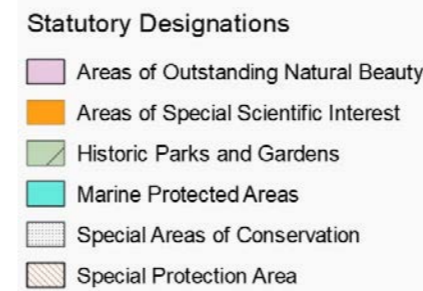 Statutory Designations
Areas of Outstanding Natural Beauty
Areas of Special Scientific Interest
Historic Parks and Gardens
Marine Protected Areas
Special Areas of Conservation
Special Protection Area